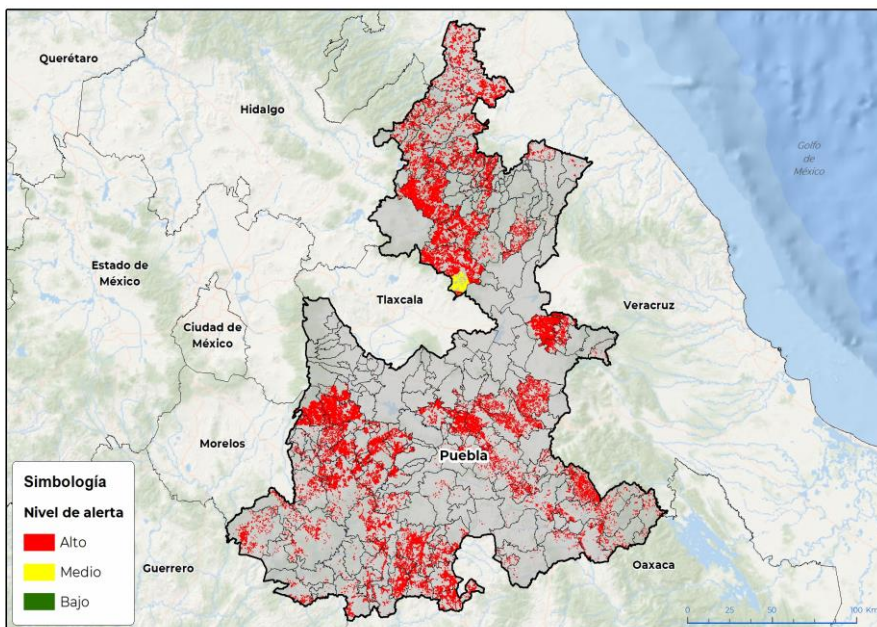 Querétaro
Hidalgo
Golfo
de
México
Estado de
México
Tlaxcala
Veracruz
Ciudad de
México
Morelos
Puebla
Simbología
Nivel de alerta
Alto
Medio
Bajo
Guerrero
Oaxaca
0 25 50 100 Km